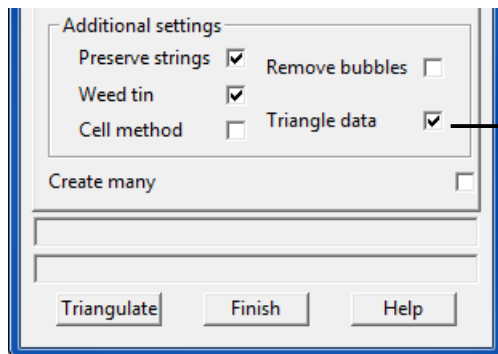 Additional settings
Preserve strings
Remove bubbles
Weed tin
Triangle data
Cell method
Create many
Triangulate Finish Help